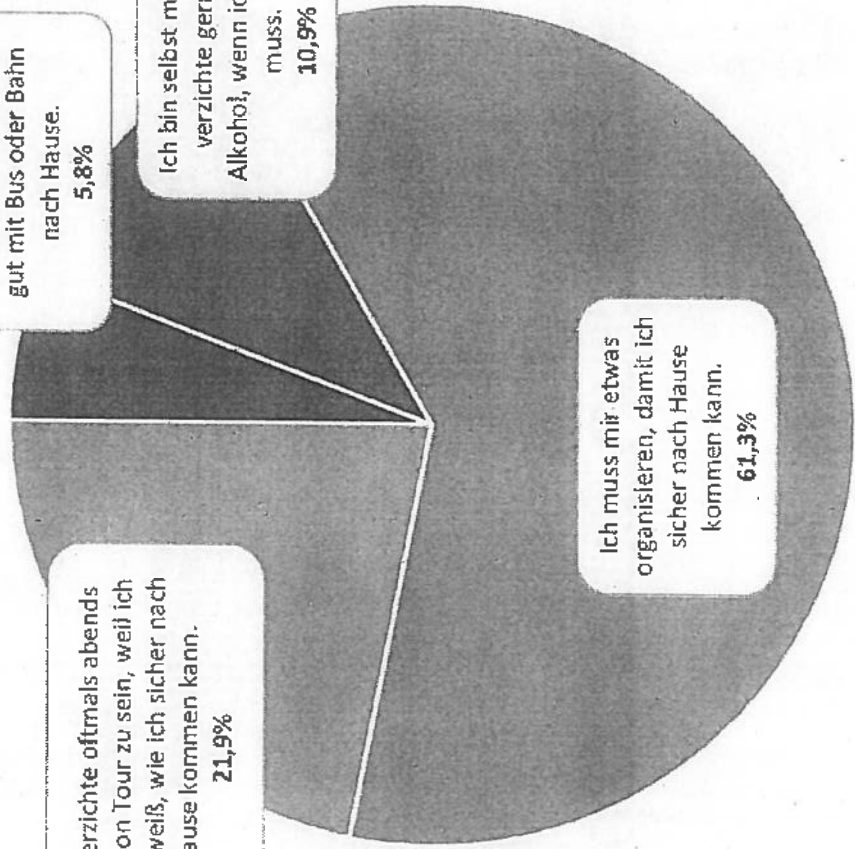 gut mit Bus oder Bahn
nach Hause.
5,8%
Ich bin selbst m
verzichte ger
Alkohol, wenn ic
muss.
10,9%
Ich muss mir etwas
organisieren, damit ich
sicher nach Hause
kommen kann.
61,3%
erzichte oftmals abends
on Tour zu sein, weil ich
weiß, wie ich sicher nach
ause kommen kann.
21,9%